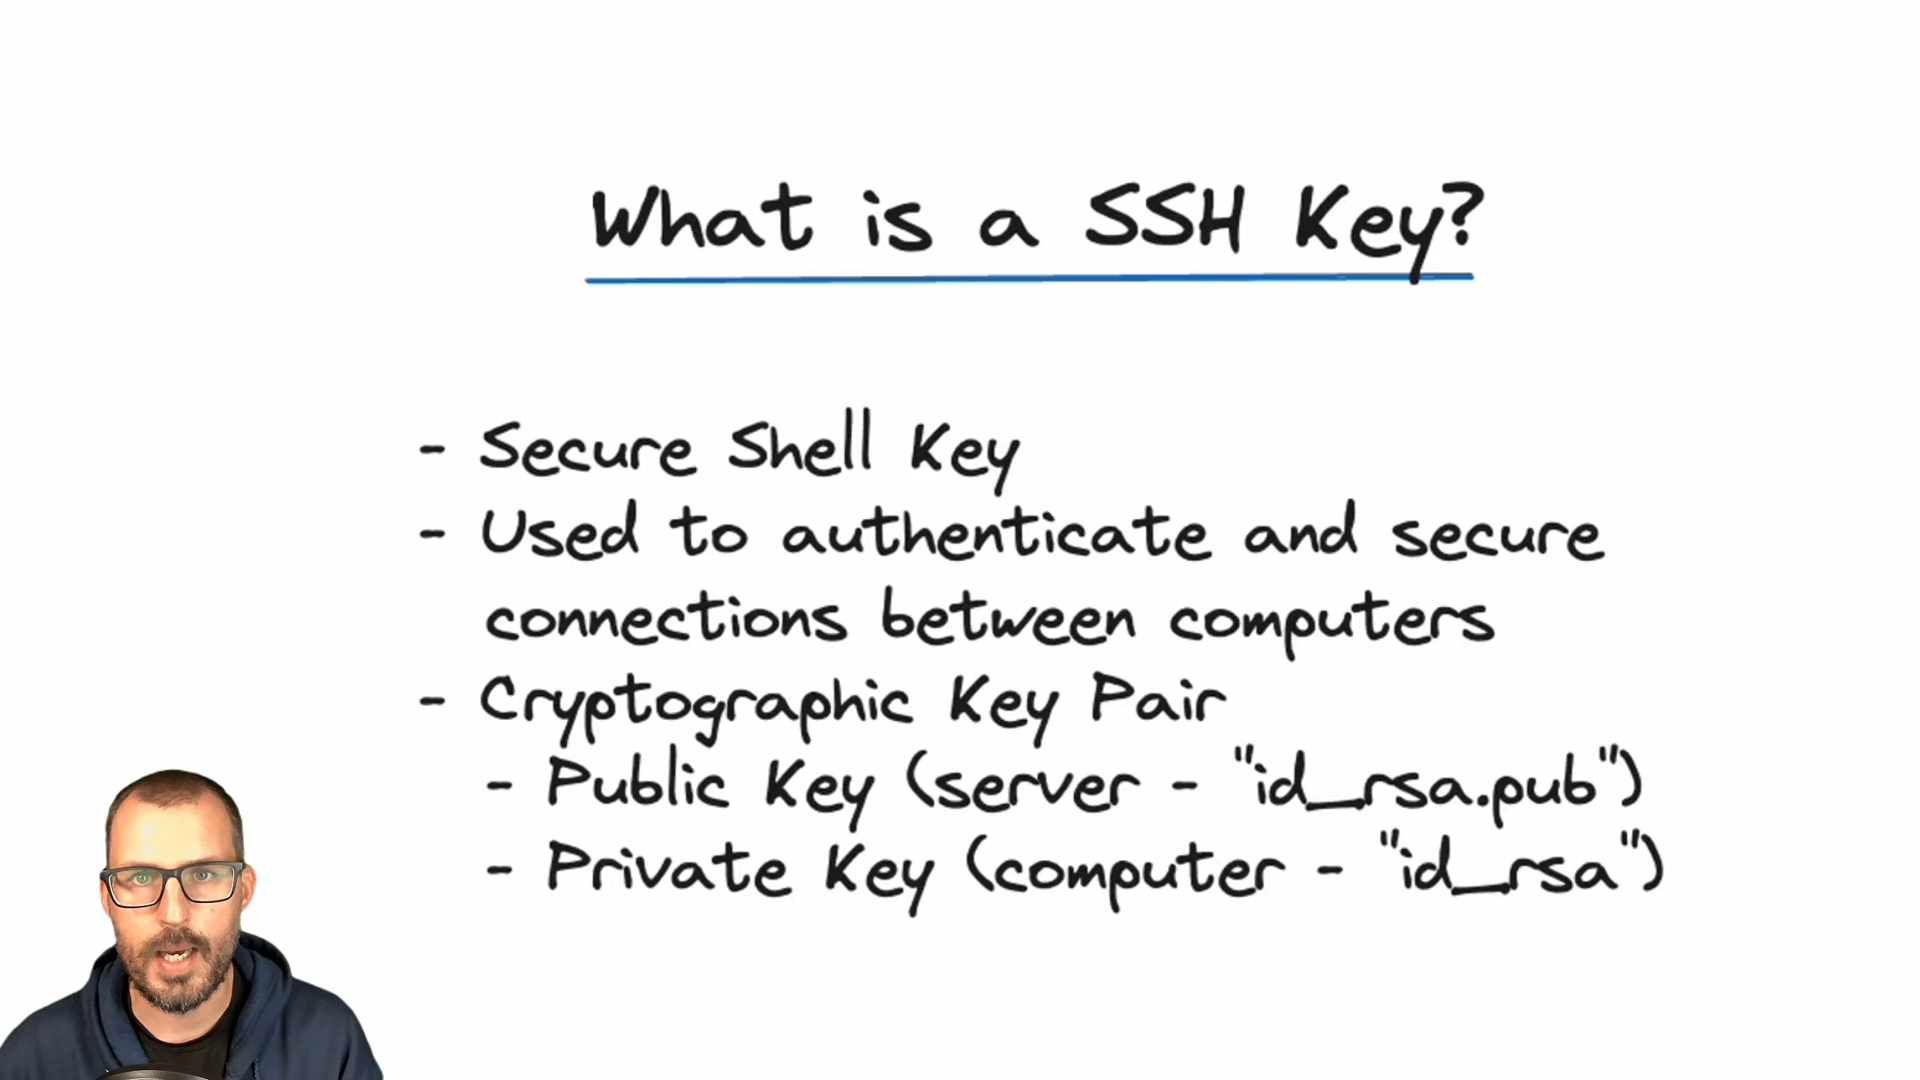 What is a SSH Key?
- Secure Shell Key
- Used to authenticate and secure
connections between computers
- Cryptographic Key Pair
- Public Key (server - "id_rsa.pub")
- Private Key (computer - "id_rsa")